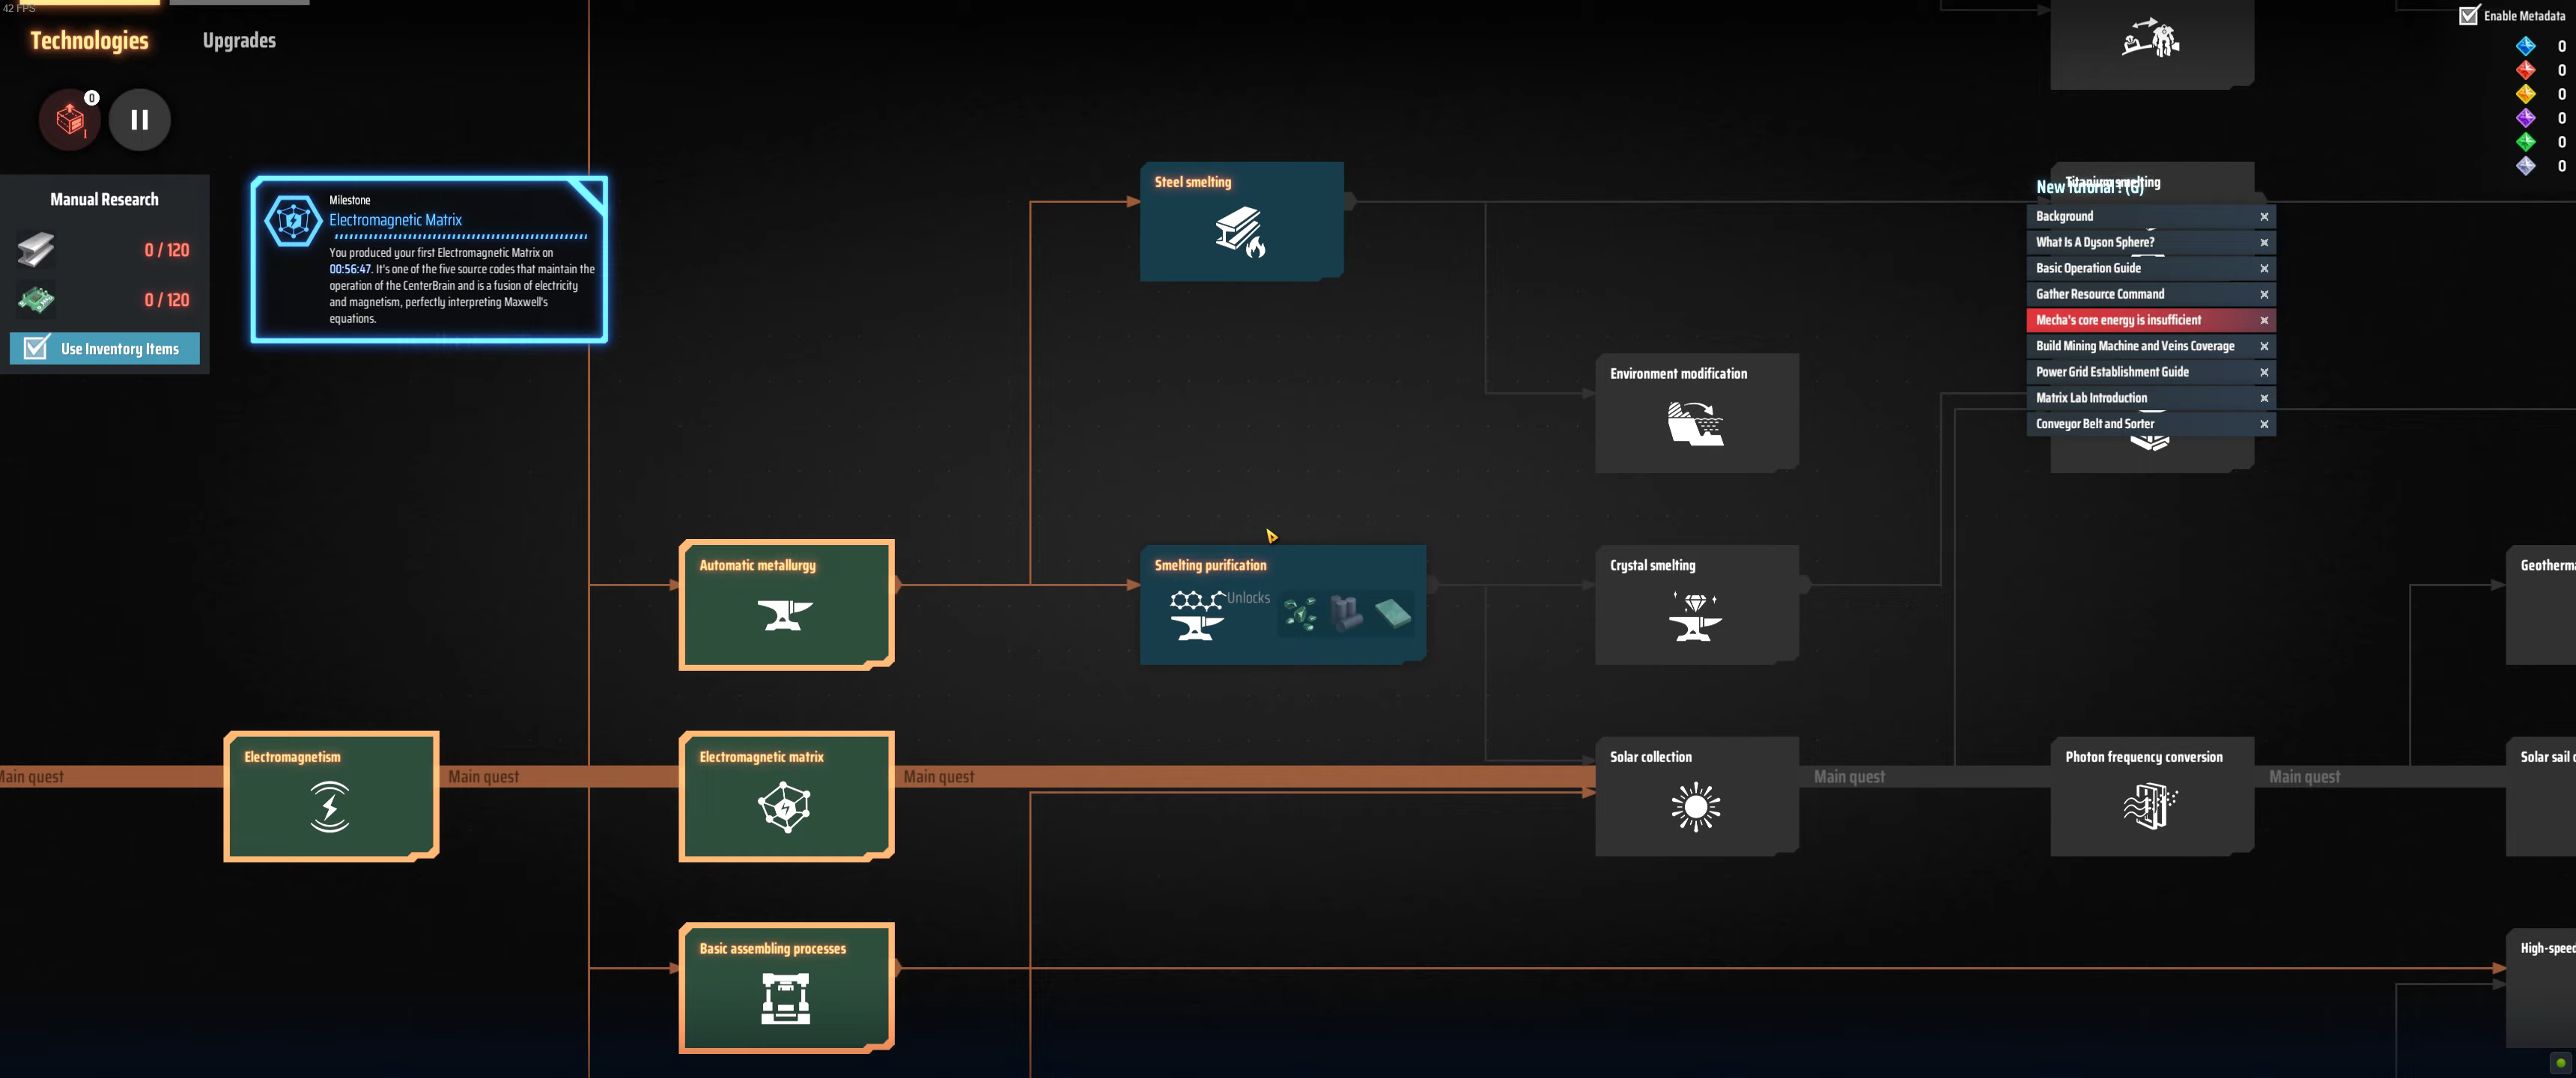 42 FPS
Technologies
Upgrades
Enable Metadata
0
0
0
0
0
0
0
I
Manual Research
0 / 120
0 / 120
Use Inventory Items
Milestone
Electromagnetic Matrix
You produced your first Electromagnetic Matrix on
00:56:47. It's one of the five source codes that maintain the
operation of the CenterBrain and is a fusion of electricity
and magnetism, perfectly interpreting Maxwell's
equations.
Steel smelting
Titanium smelting
New Tutorial ! (G)
Background
What Is A Dyson Sphere?
Basic Operation Guide
Gather Resource Command
Mecha's core energy is insufficient
Build Mining Machine and Veins Coverage
Power Grid Establishment Guide
Matrix Lab Introduction
Conveyor Belt and Sorter
Environment modification
Automatic metallurgy
Smelting purification
Unlocks
Crystal smelting
Geotherma
Main quest
Electromagnetism
Main quest
Electromagnetic matrix
Main quest
Solar collection
Main quest
Photon frequency conversion
Main quest
Solar sail o
Basic assembling processes
High-speed